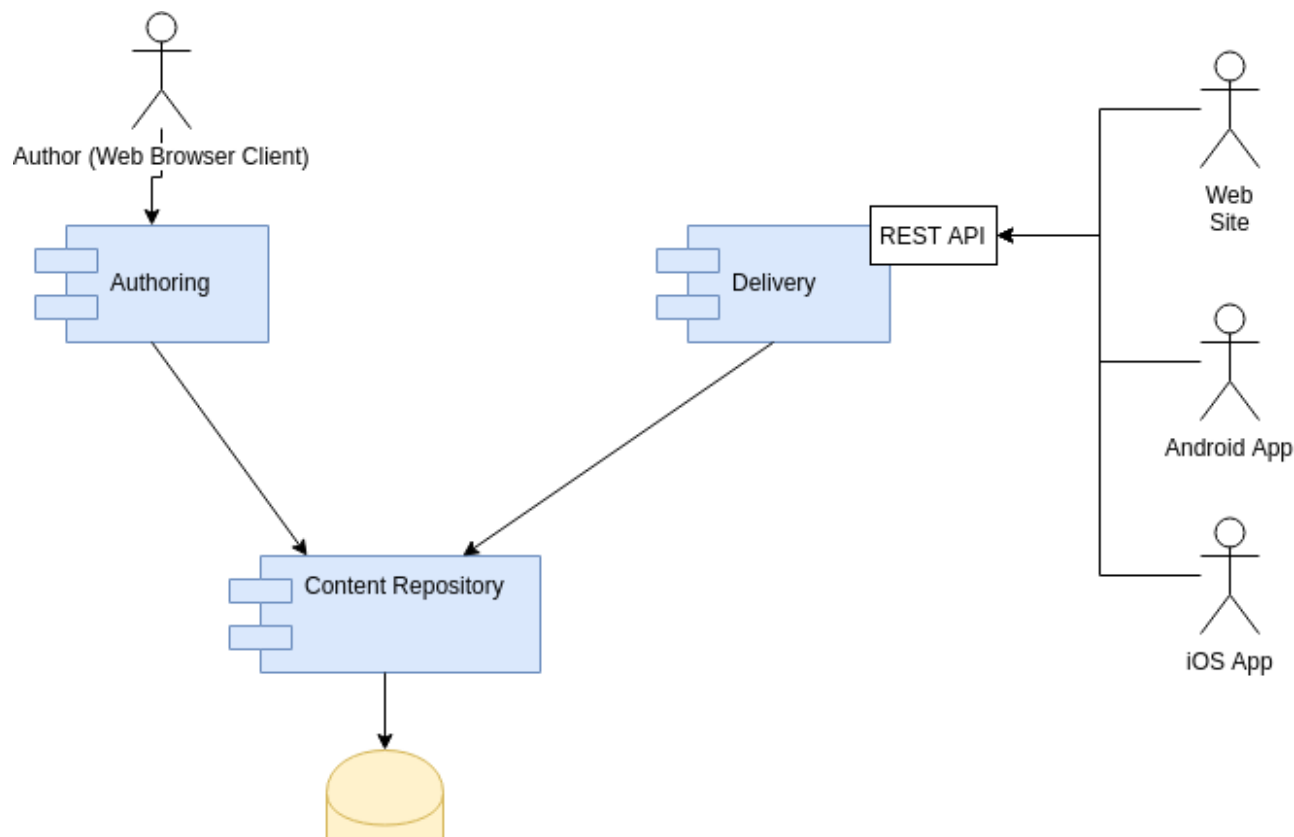 Author (Web Browser Client)
Web
Site
REST API
Authoring
Delivery
Android App
Content Repository
iOS App